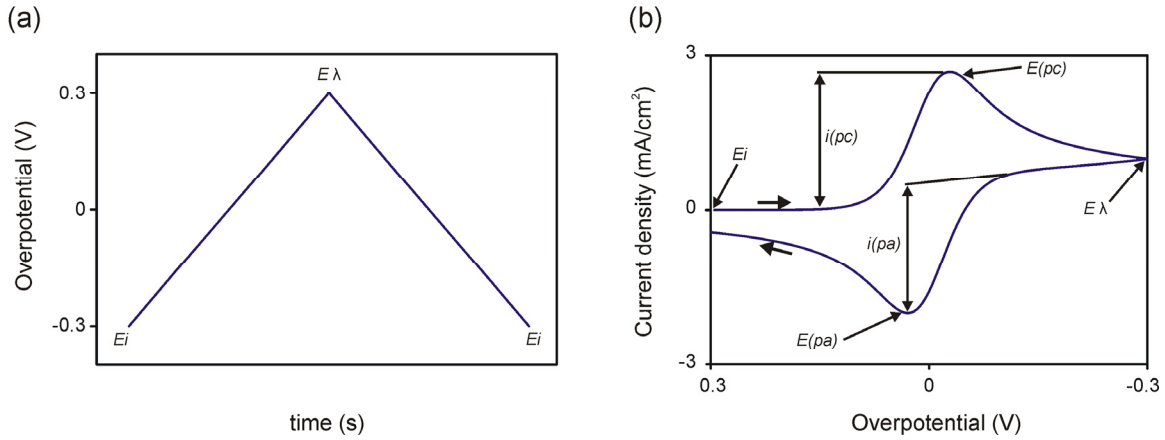 (a)
E λ
0.3
0
-0.3
Ei
Ei
Overpotential (V)
time (s)
(b)
3
0
-3
E(pc)
i(pc)
Ei
E λ
i(pa)
E(pa)
Current density (mA/cm²)
0.3
0
-0.3
Overpotential (V)